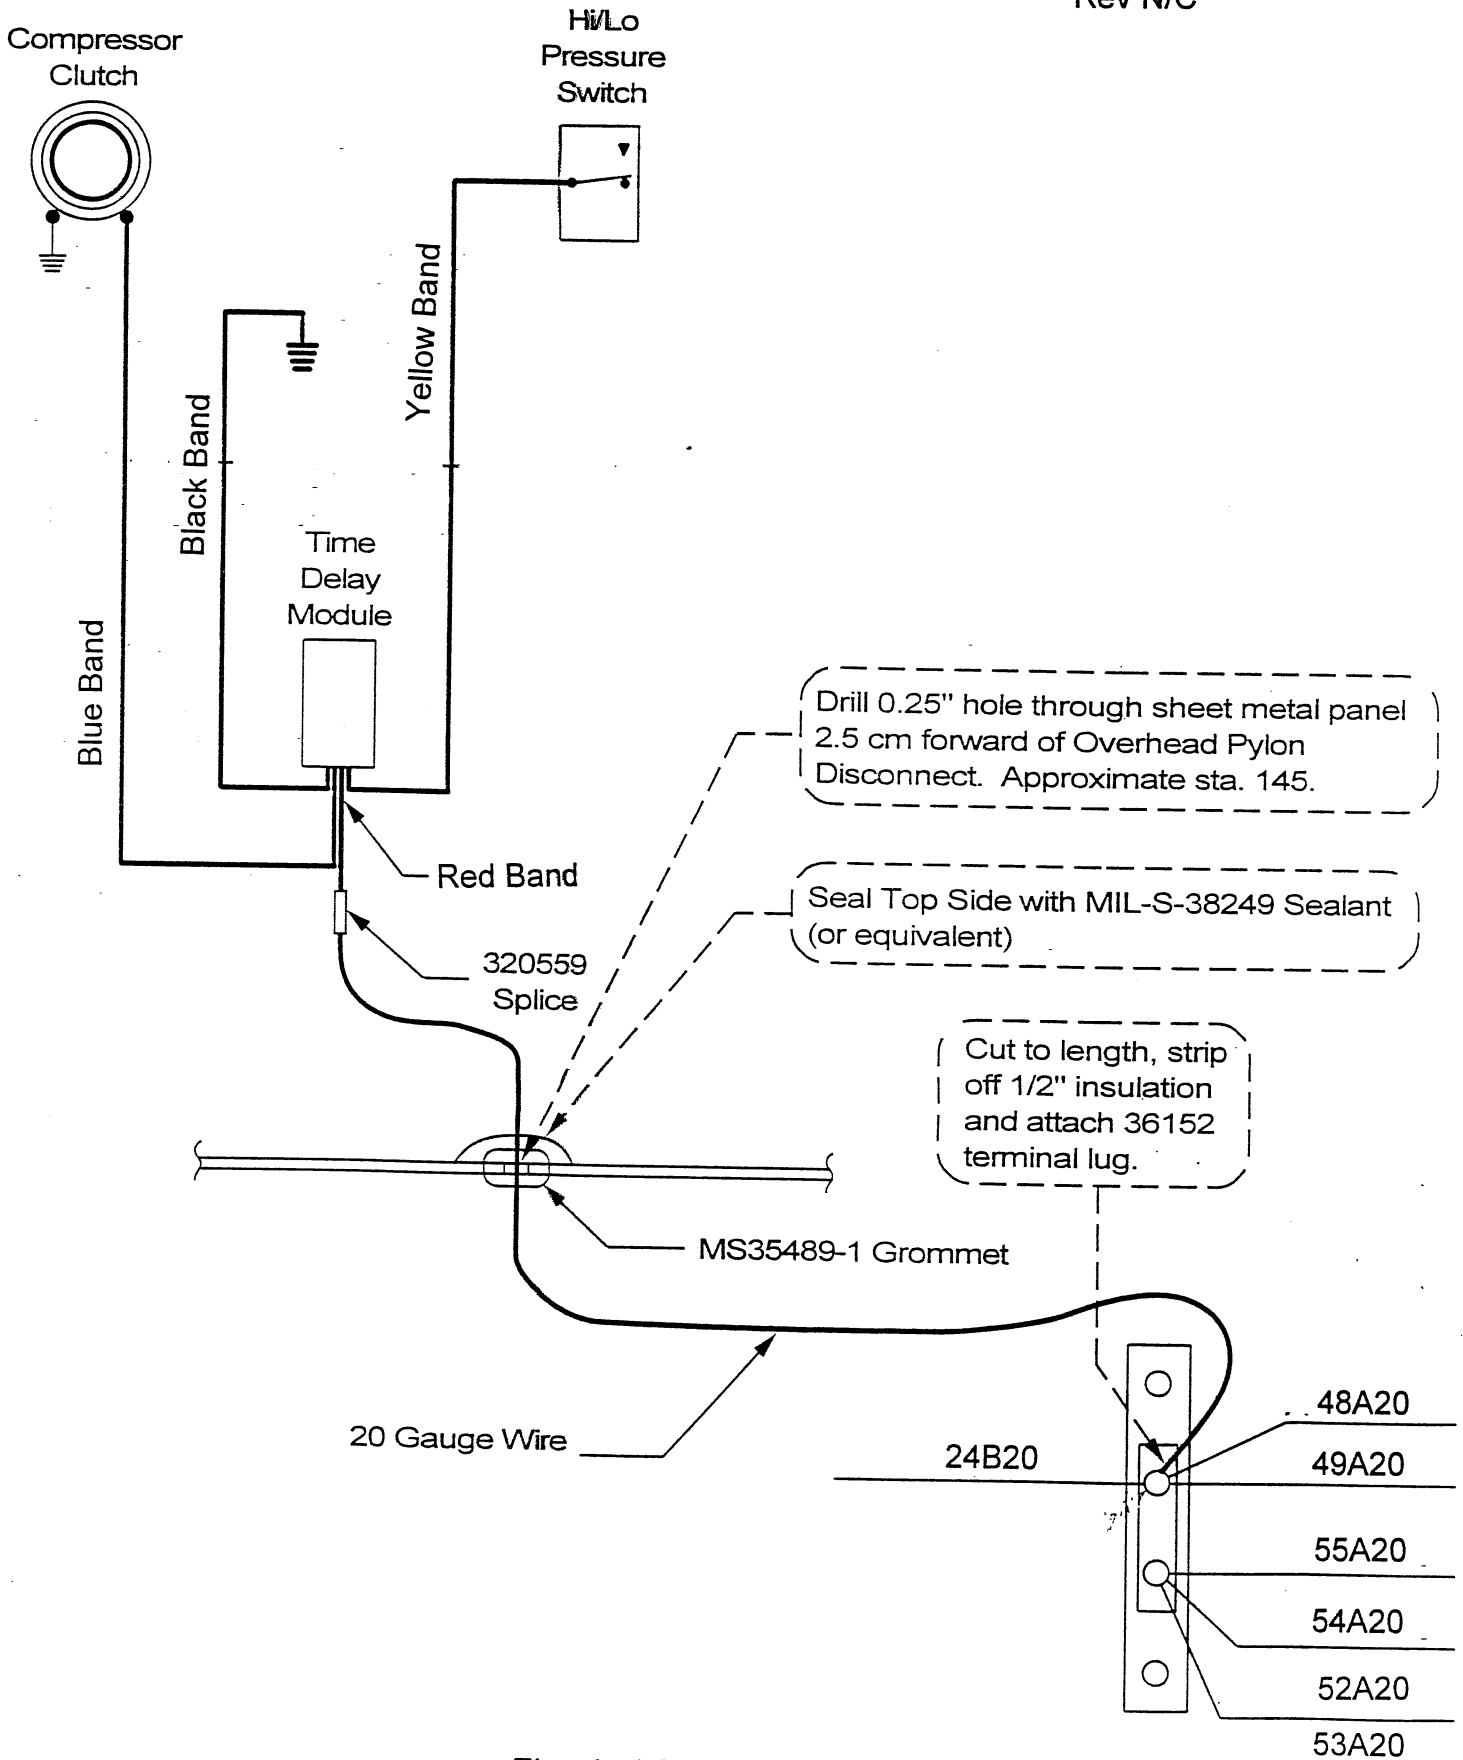 Rev N/C
Compressor
Clutch
Hi/Lo
Pressure
Switch
Yellow Band
Black Band
Blue Band
Time
Delay
Module
Drill 0.25" hole through sheet metal panel
2.5 cm forward of Overhead Pylon
Disconnect. Approximate sta. 145.
Red Band
Seal Top Side with MIL-S-38249 Sealant
(or equivalent)
320559
Splice
Cut to length, strip
off 1/2" insulation
and attach 36152
terminal lug.
MS35489-1 Grommet
20 Gauge Wire
48A20
24B20
49A20
55A20
54A20
52A20
53A20